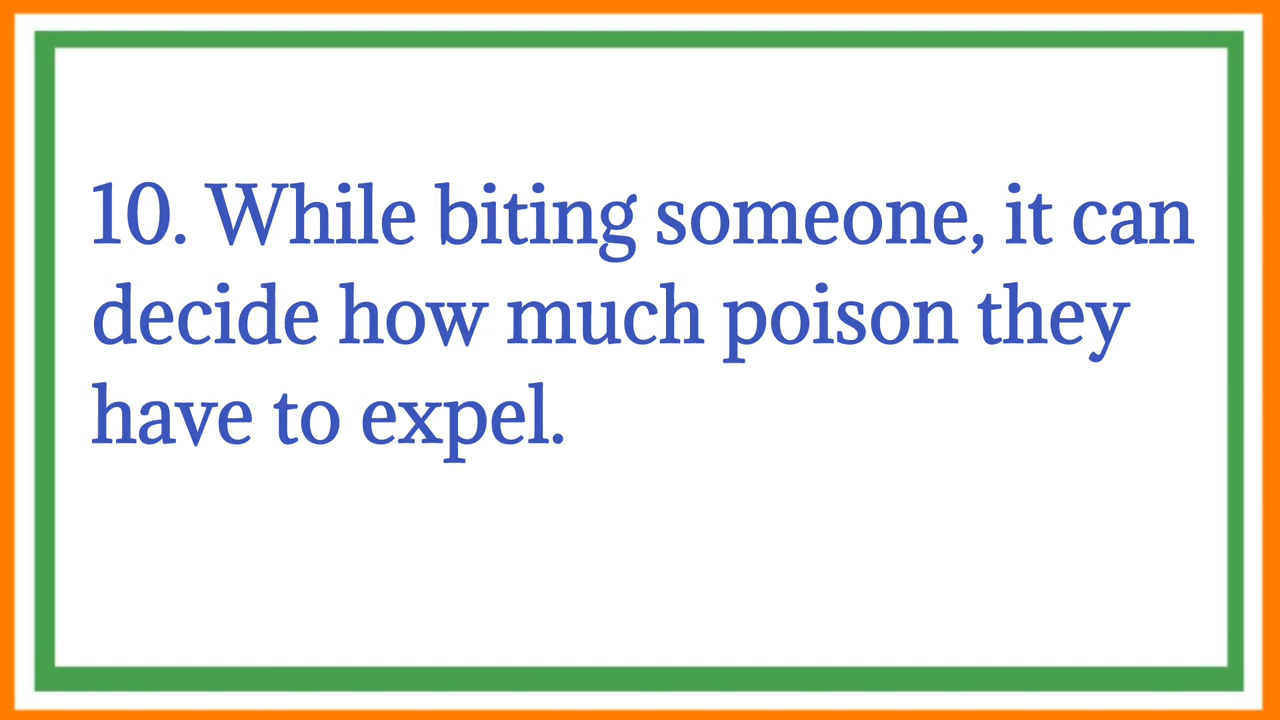 10. While biting someone, it can
decide how much poison they
have to expel.